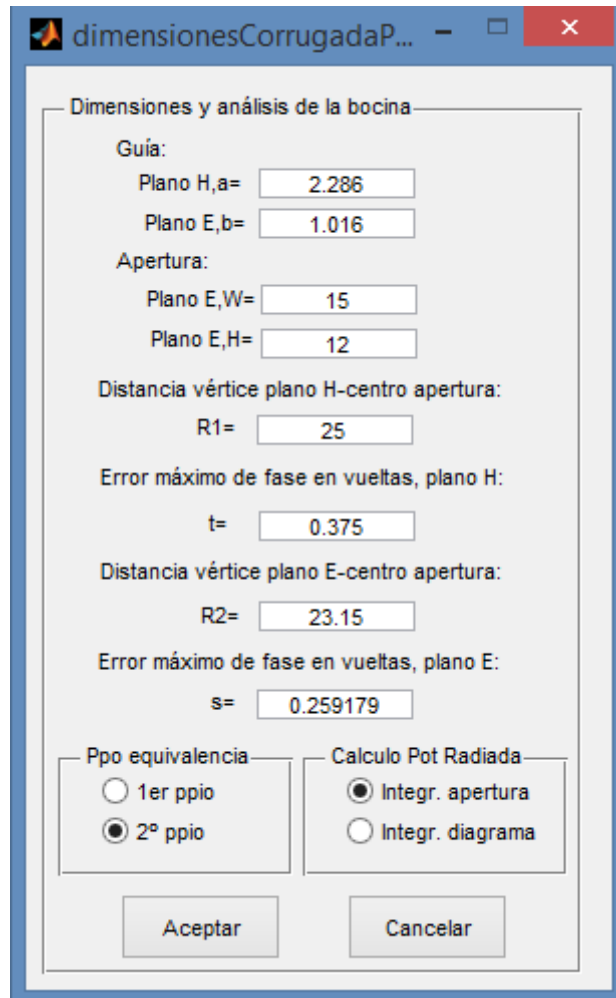 dimensionesCorrugadaP...
Dimensiones y análisis de la bocina
Guía:
Plano H,a= 2.286
Plano E,b= 1.016
Apertura:
Plano E,W= 15
Plano E,H= 12
Distancia vértice plano H-centro apertura:
R1= 25
Error máximo de fase en vueltas, plano H:
t= 0.375
Distancia vértice plano E-centro apertura:
R2= 23.15
Error máximo de fase en vueltas, plano E:
s= 0.259179
Ppo equivalencia Calculo Pot Radiada
1er ppio Integr. apertura
2º ppio Integr. diagrama
Aceptar Cancelar